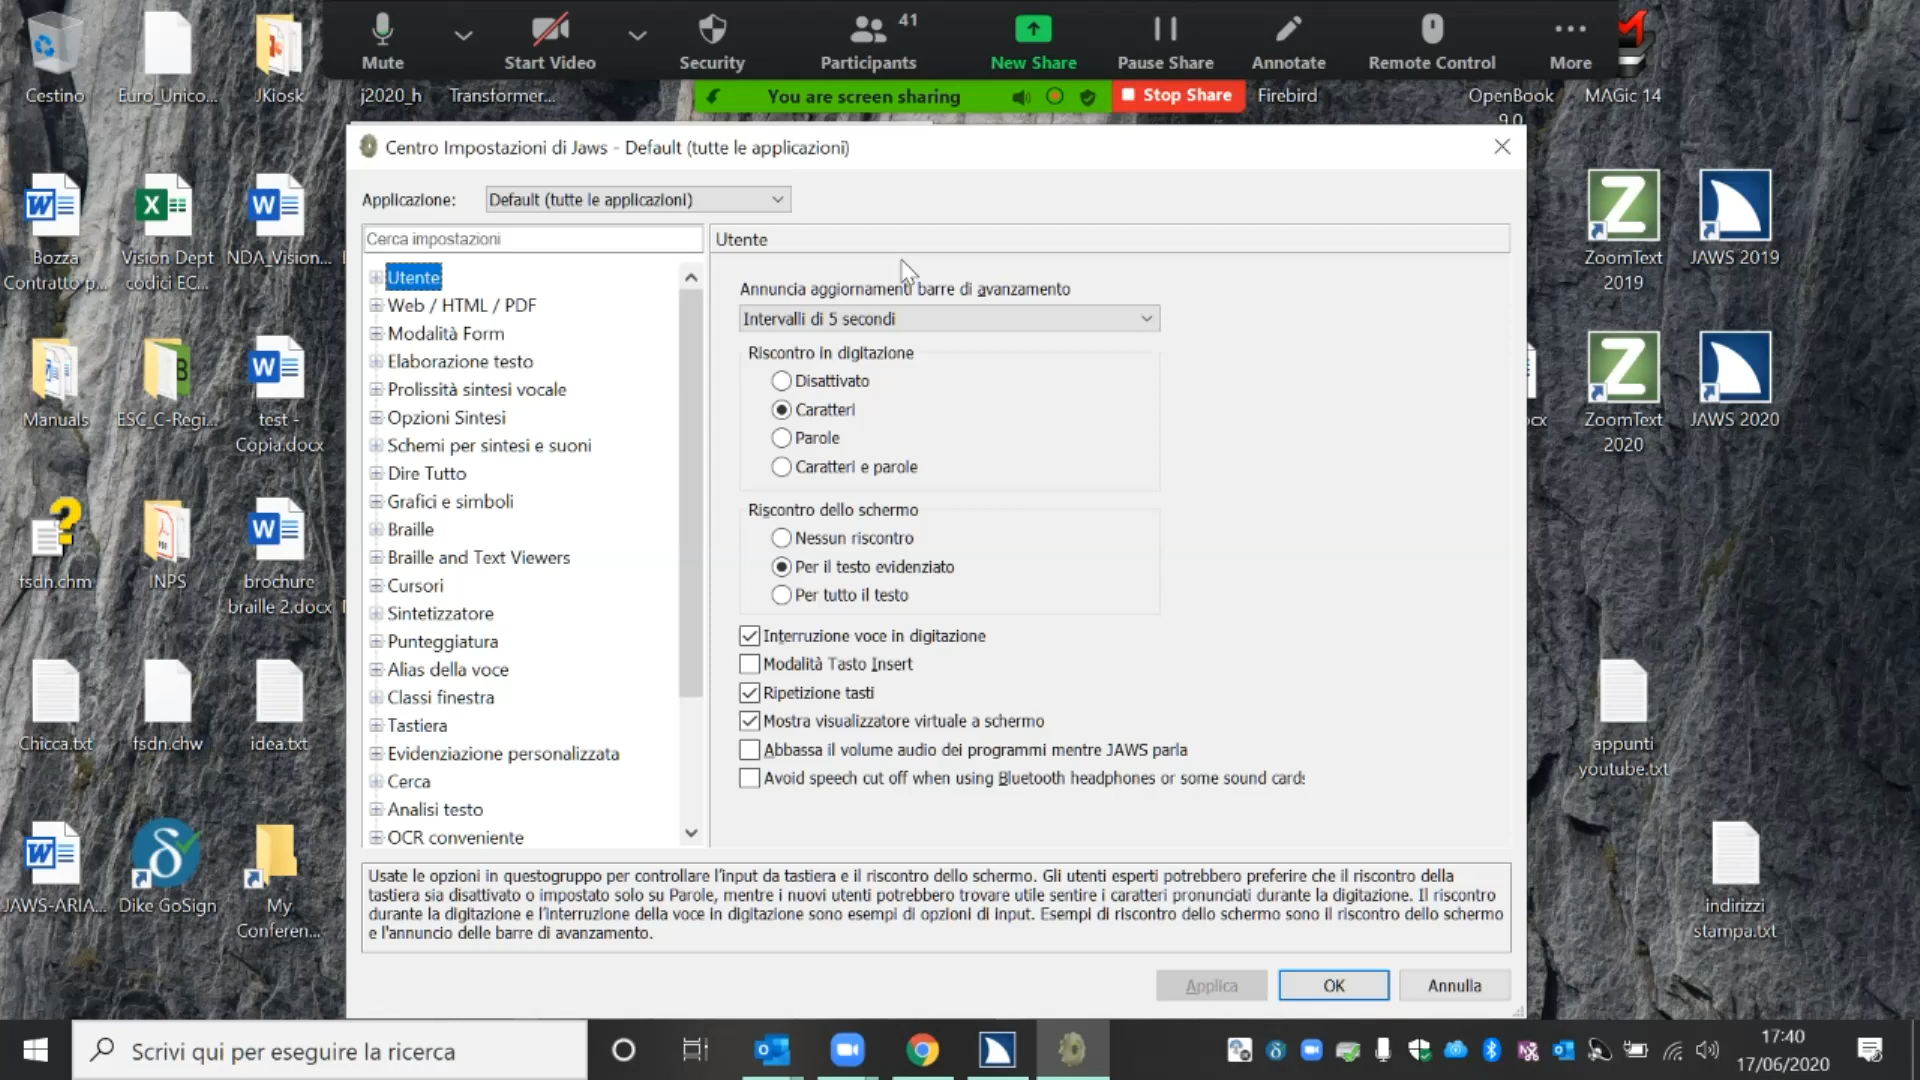 Mute
Start Video
Security
Participants
41
New Share
Pause Share
Annotate
Remote Control
More
You are screen sharing
Stop Share
Cestino
Euro_Unico...
JKiosk
j2020_h
Transformer...
Firebird
OpenBook
9.0
MAGic 14
Centro Impostazioni di Jaws - Default (tutte le applicazioni)
Applicazione:
Default (tutte le applicazioni)
Cerca impostazioni
Utente
Web / HTML / PDF
Modalità Form
Elaborazione testo
Prolissità sintesi vocale
Opzioni Sintesi
Schemi per sintesi e suoni
Dire Tutto
Grafici e simboli
Braille
Braille and Text Viewers
Cursori
Sintetizzatore
Punteggiatura
Alias della voce
Classi finestra
Tastiera
Evidenziazione personalizzata
Cerca
Analisi testo
OCR conveniente
Utente
Annuncia aggiornamenti barre di avanzamento
Intervalli di 5 secondi
Riscontro in digitazione
Disattivato
Caratteri
Parole
Caratteri e parole
Riscontro dello schermo
Nessun riscontro
Per il testo evidenziato
Per tutto il testo
Interruzione voce in digitazione
Modalità Tasto Insert
Ripetizione tasti
Mostra visualizzatore virtuale a schermo
Abbassa il volume audio dei programmi mentre JAWS parla
Avoid speech cut off when using Bluetooth headphones or some sound cards
Usate le opzioni in questogruppo per controllare l'input da tastiera e il riscontro dello schermo. Gli utenti esperti potrebbero preferire che il riscontro della
tastiera sia disattivato o impostato solo su Parole, mentre i nuovi utenti potrebbero trovare utile sentire i caratteri pronunciati durante la digitazione. Il riscontro
durante la digitazione e l'interruzione della voce in digitazione sono esempi di opzioni di input. Esempi di riscontro dello schermo sono il riscontro dello schermo
e l'annuncio delle barre di avanzamento.
Applica
OK
Annulla
Bozza
Contratto p...
Vision Dept
codici EC...
NDA_Vision...
Manuals
ESC_C-Regi...
test -
Copia.docx
fsdn.chm
INPS
brochure
braille 2.docx
Chicca.txt
fsdn.chw
idea.txt
JAWS-ARIA...
Dike GoSign
My
Conferen...
ZoomText
2019
JAWS 2019
ZoomText
2020
JAWS 2020
appunti
youtube.txt
indirizzi
stampa.txt
Scrivi qui per eseguire la ricerca
17:40
17/06/2020